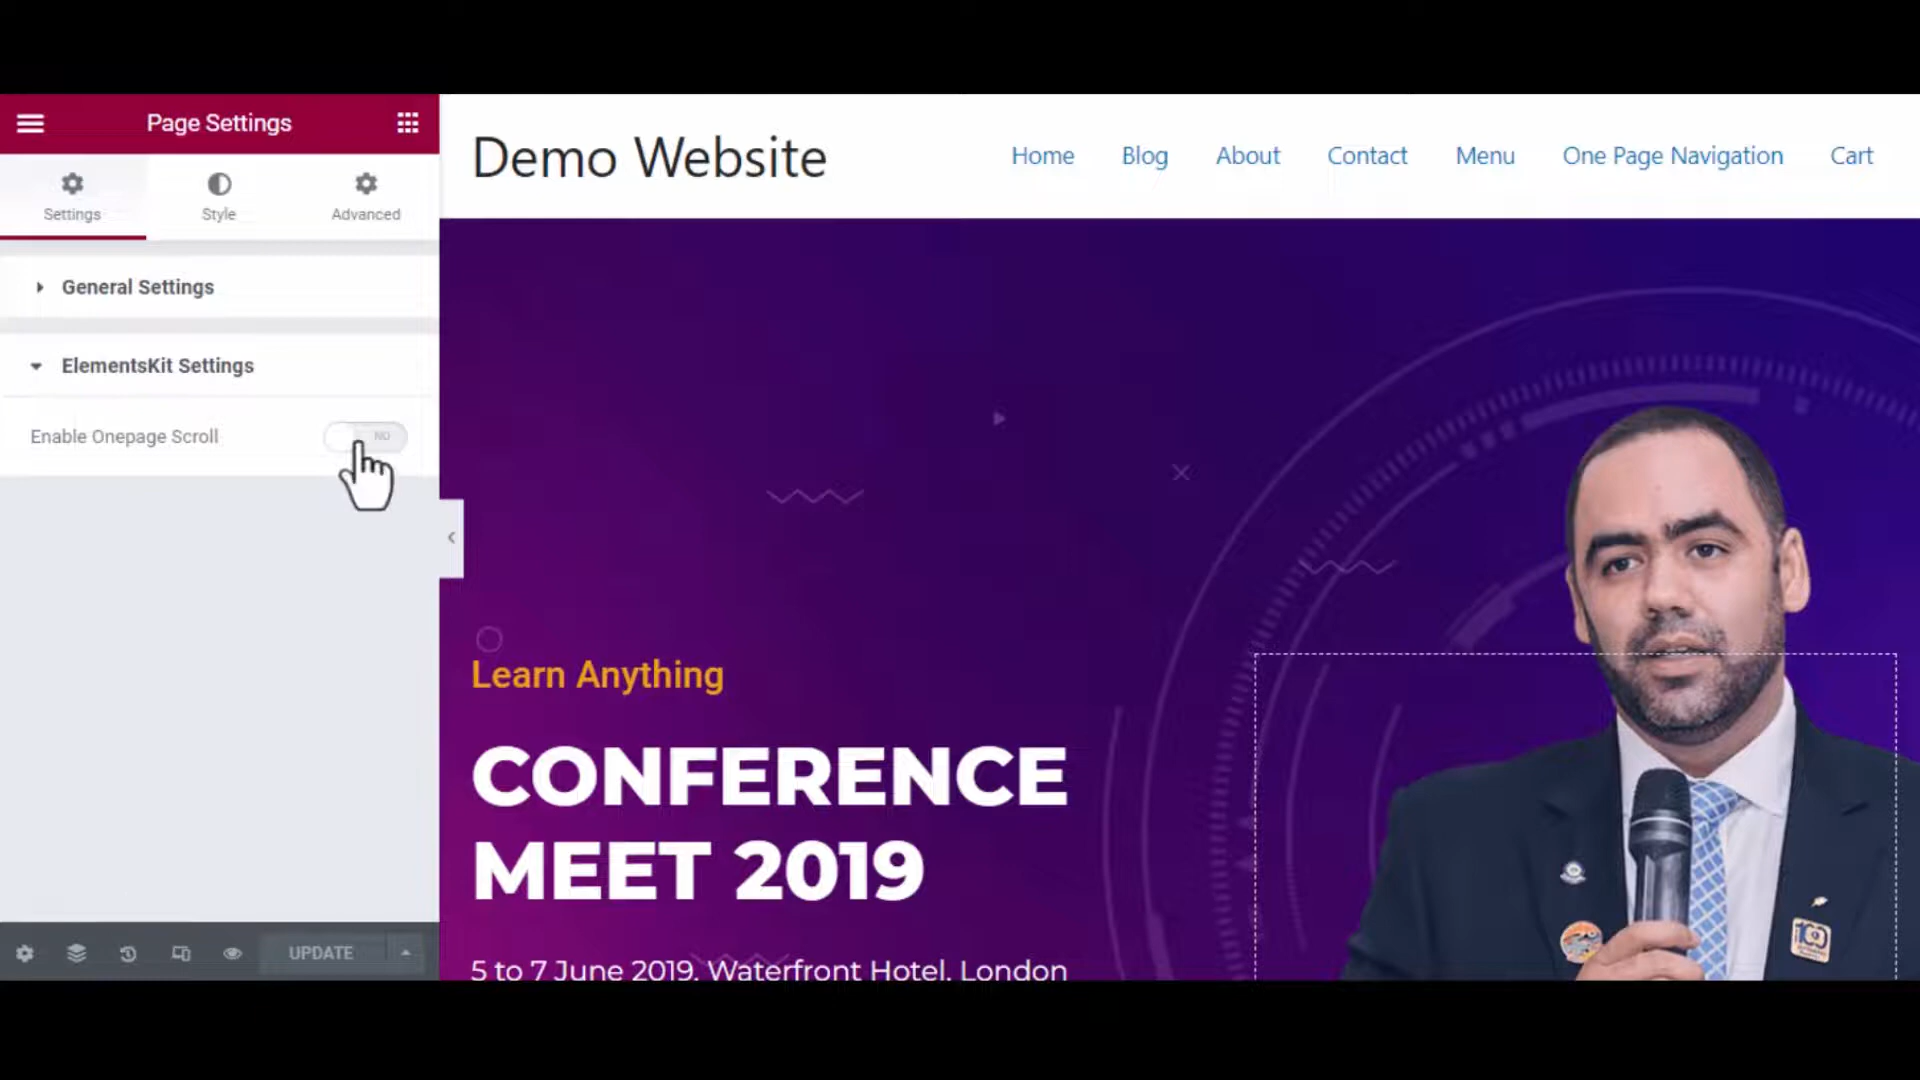 Page Settings
Settings
Style
Advanced
General Settings
ElementsKit Settings
Enable Onepage Scroll
NO
UPDATE
Demo Website
Home
Blog
About
Contact
Menu
One Page Navigation
Cart
Learn Anything
CONFERENCE
MEET 2019
5 to 7 June 2019, Waterfront Hotel, London